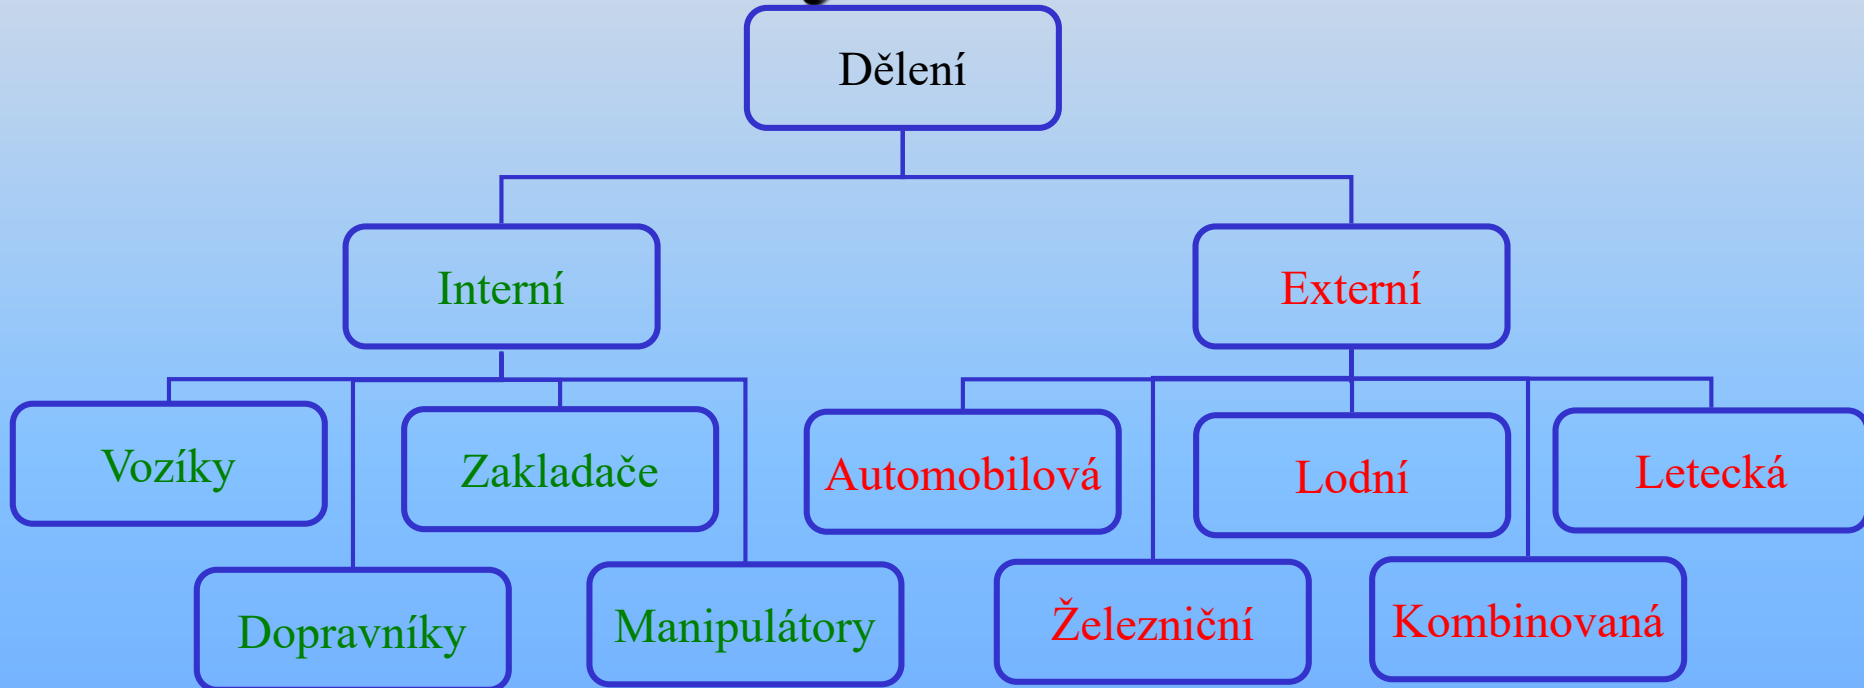 Dělení
Interní
Externí
Vozíky
Zakladače
Automobilová
Lodní
Letecká
Dopravníky
Manipulátory
Železniční
Kombinovaná